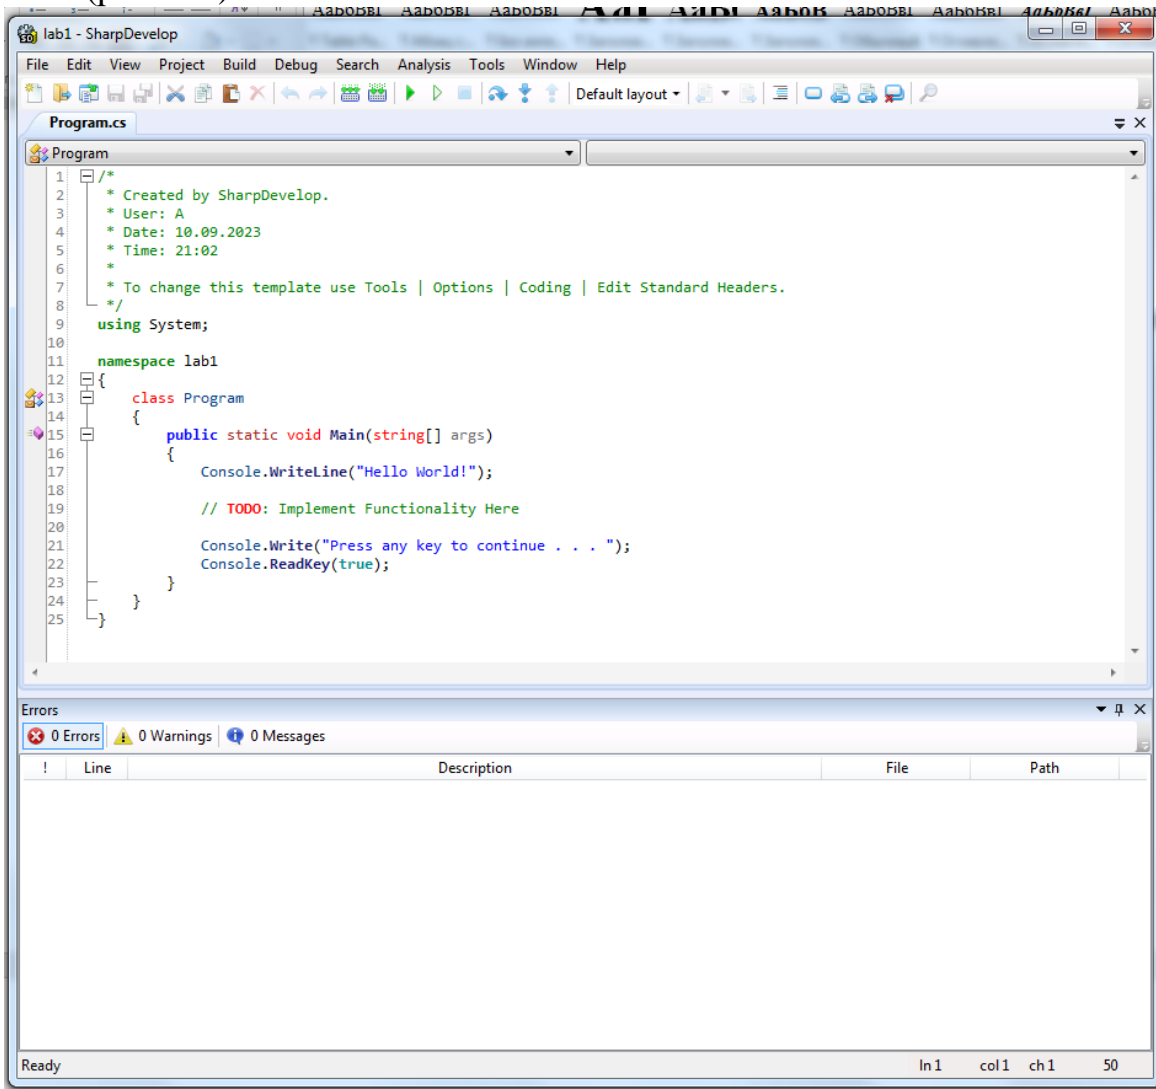 AaБбВвІ AaБбВвІ AaБбВвІ
lab1 - SharpDevelop
File Edit View Project Build Debug Search Analysis Tools Window Help
Default layout
Program.cs
Program
1 /*
2 * Created by SharpDevelop.
3 * User: A
4 * Date: 10.09.2023
5 * Time: 21:02
6 *
7 * To change this template use Tools | Options | Coding | Edit Standard Headers.
8 */
9 using System;
10
11 namespace lab1
12 {
13 class Program
14 {
15 public static void Main(string[] args)
16 {
17 Console.WriteLine("Hello World!");
18
19 // TODO: Implement Functionality Here
20
21 Console.Write("Press any key to continue . . . ");
22 Console.ReadKey(true);
23 }
24 }
25 }
Errors
0 Errors 0 Warnings 0 Messages
! Line Description File Path
Ready ln 1 col 1 ch 1 50